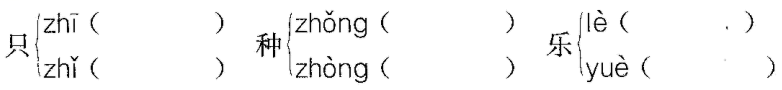 只 zhī（ ） 种 zhǒng（ ） 乐 lè（ ）
zhǐ（ ） zhòng（ ） yuè（ ）